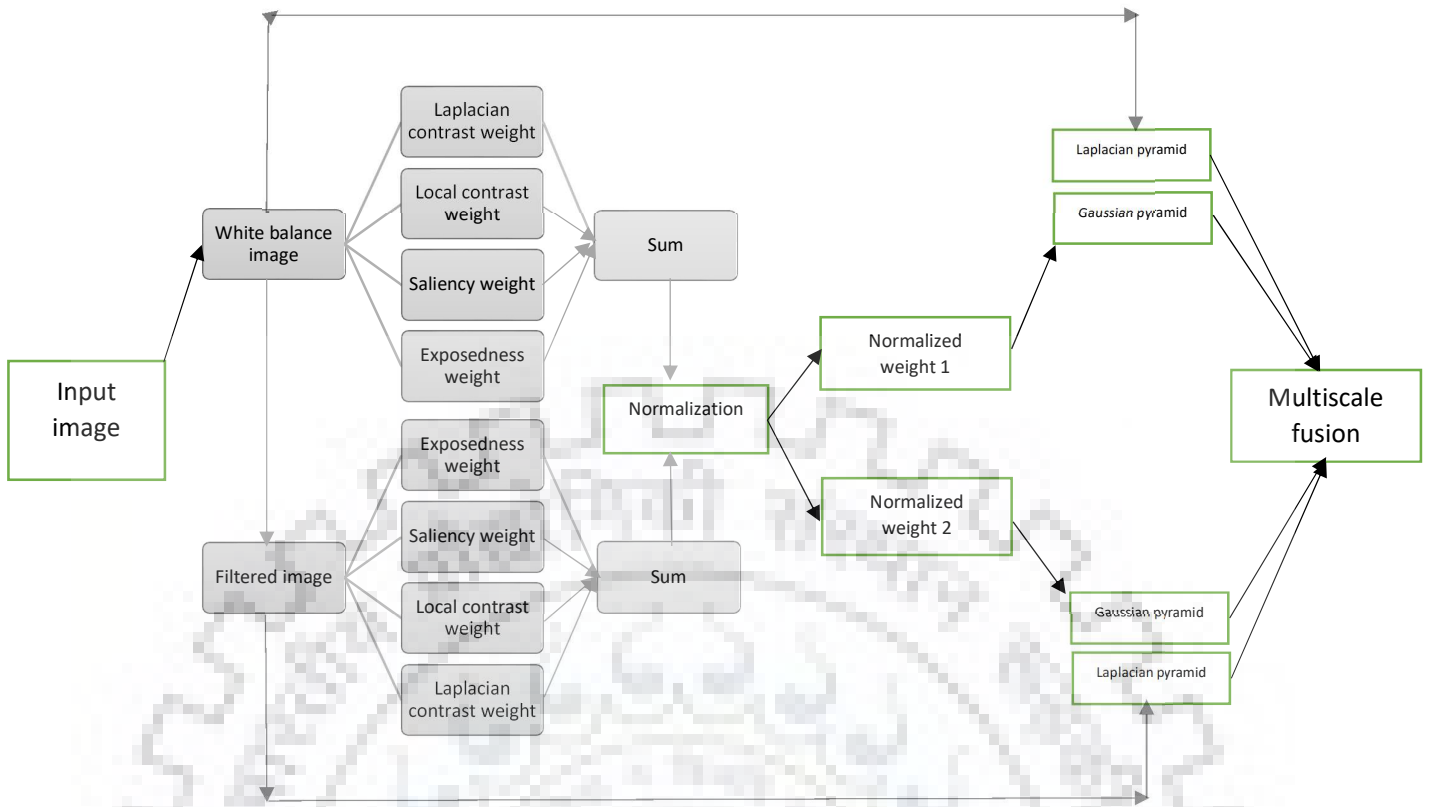 Input
image
White balance
image
Filtered image
Laplacian
contrast weight
Local contrast
weight
Saliency weight
Exposedness
weight
Exposedness
weight
Saliency weight
Local contrast
weight
Laplacian
contrast weight
Sum
Normalization
Sum
Normalized
weight 1
Normalized
weight 2
Laplacian pyramid
Gaussian pyramid
Gaussian pyramid
Laplacian pyramid
Multiscale
fusion